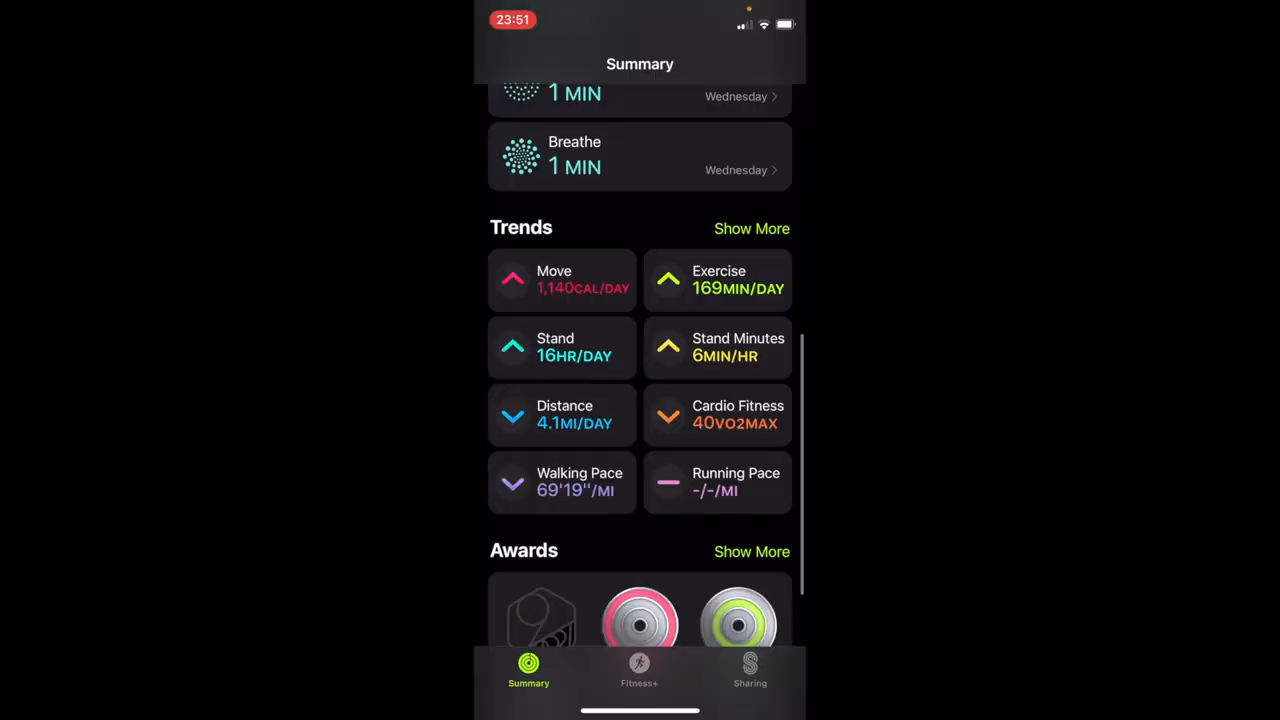 23:51
Summary
1 MIN
Wednesday
Breathe
1 MIN
Wednesday
Trends
Show More
Move
1,140CAL/DAY
Exercise
169MIN/DAY
Stand
16HR/DAY
Stand Minutes
6MIN/HR
Distance
4.1MI/DAY
Cardio Fitness
40VO2MAX
Walking Pace
69'19''/MI
Running Pace
-/-/MI
Awards
Show More
Summary
Fitness+
Sharing